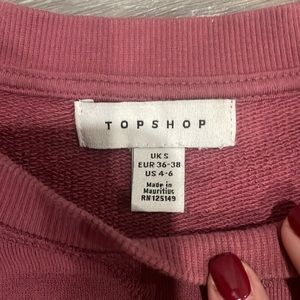 TOPSHOP
UK S
EUR 36-38
US 4-6
Made in
Mauritius
RN125149